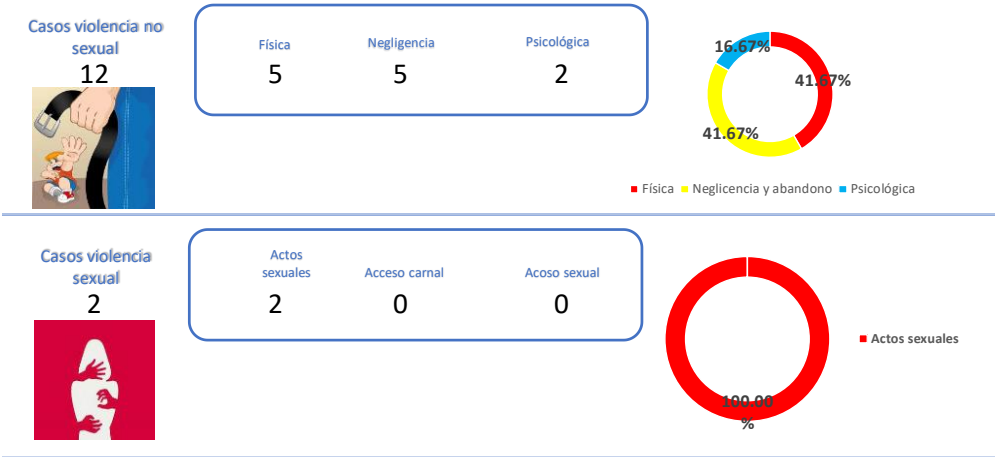 Casos violencia no
sexual
12
Física
5
Negligencia
5
Psicológica
2
16.67%
41.67%
41.67%
Física
Neglicencia y abandono
Psicológica
Casos violencia
sexual
2
Actos
sexuales
2
Acceso carnal
0
Acoso sexual
0
100.00
%
Actos sexuales